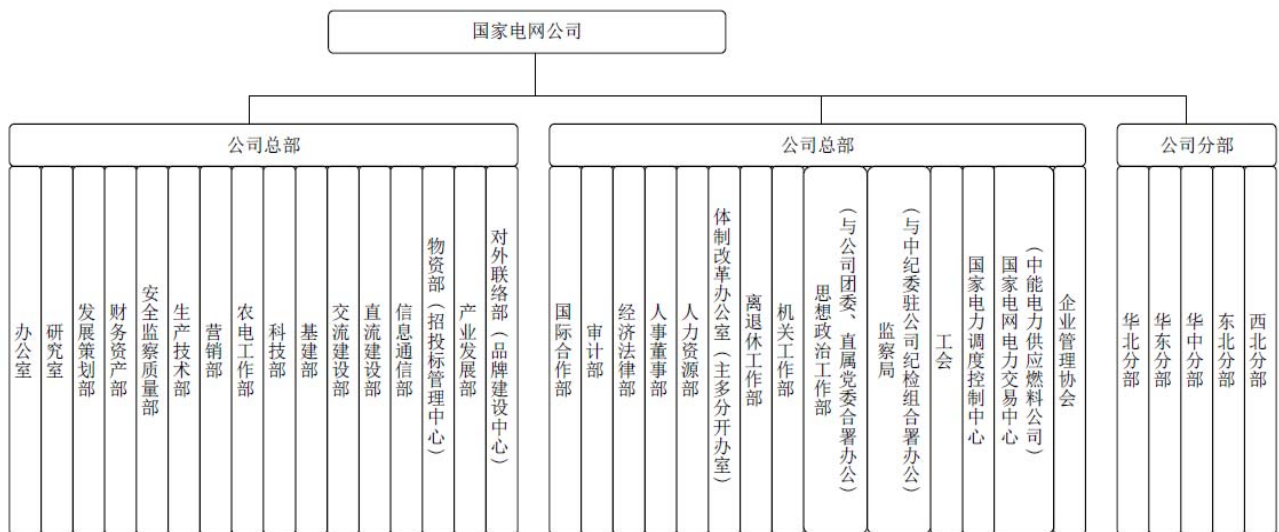 国家电网公司
公司总部
办公室
研究室
发展策划部
财务资产部
安全监察质量部
生产技术部
营销部
农电工作部
科技部
基建部
交流建设部
直流建设部
信息通信部
物资部（招投标管理中心）
产业发展部
对外联络部（品牌建设中心）
公司总部
国际合作部
审计部
经济法律部
人事董事部
人力资源部
体制改革办公室（主多分开办室）
离退休工作部
机关工作部
思想政治工作部
（与公司团委、直属党委合署办公）
监察局
（与中纪委驻公司纪检组合署办公）
工会
国家电力调度控制中心
国家电网电力交易中心
（中能电力供应燃料公司）
企业管理协会
公司分部
华北分部
华东分部
华中分部
东北分部
西北分部